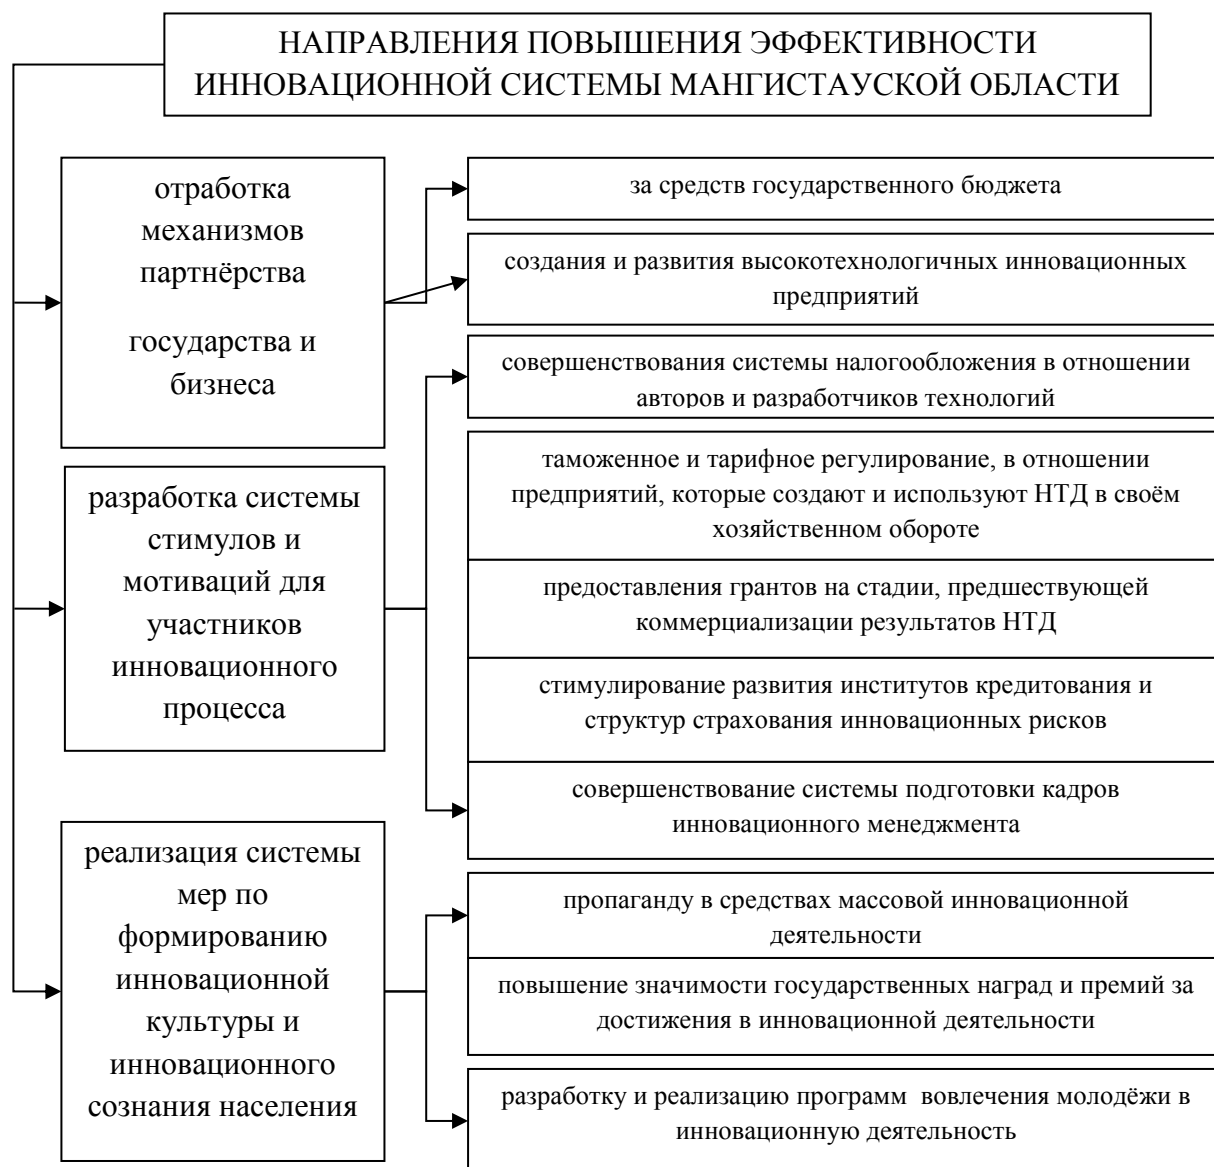 НАПРАВЛЕНИЯ ПОВЫШЕНИЯ ЭФФЕКТИВНОСТИ
ИННОВАЦИОННОЙ СИСТЕМЫ МАНГИСТАУСКОЙ ОБЛАСТИ
отработка
механизмов
партнёрства
государства и
бизнеса
за средств государственного бюджета
создания и развития высокотехнологичных инновационных
предприятий
разработка системы
стимулов и
мотиваций для
участников
инновационного
процесса
совершенствования системы налогообложения в отношении
авторов и разработчиков технологий
таможенное и тарифное регулирование, в отношении
предприятий, которые создают и используют НТД в своём
хозяйственном обороте
предоставления грантов на стадии, предшествующей
коммерциализации результатов НТД
стимулирование развития институтов кредитования и
структур страхования инновационных рисков
совершенствование системы подготовки кадров
инновационного менеджмента
реализация системы
мер по
формированию
инновационной
культуры и
инновационного
сознания населения
пропаганду в средствах массовой инновационной
деятельности
повышение значимости государственных наград и премий за
достижения в инновационной деятельности
разработку и реализацию программ вовлечения молодёжи в
инновационную деятельность